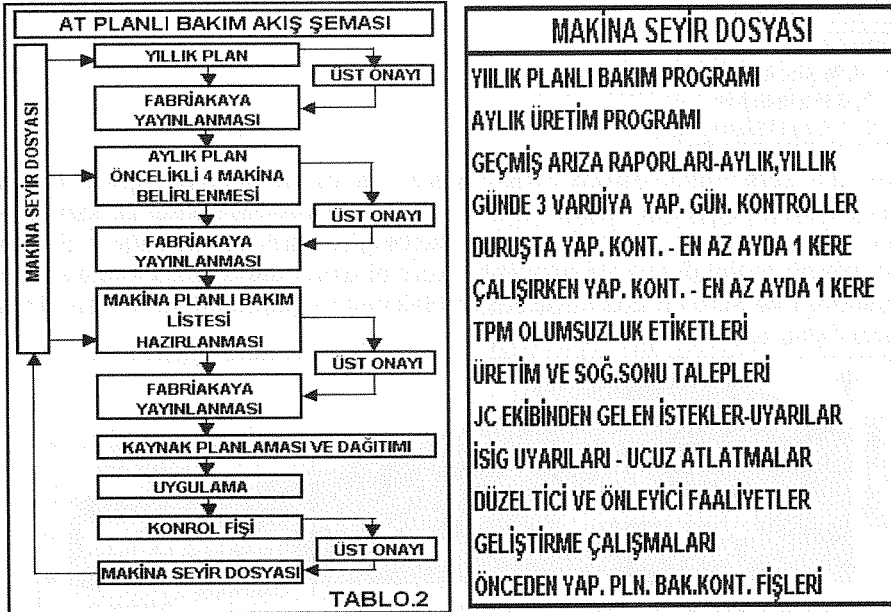 AT PLANLI BAKIM AKIŞ ŞEMASI
MAKİNA SEYİR DOSYASI
YILLIK PLAN
ÜST ONAYI
FABRİAKAYA
YAYINLANMASI
AYLIK PLAN
ÖNCELİKLİ 4 MAKİNA
BELİRLENMESİ
ÜST ONAYI
FABRİAKAYA
YAYINLANMASI
MAKİNA PLANLI BAKIM
LİSTESİ
HAZIRLANMASI
ÜST ONAYI
FABRİAKAYA
YAYINLANMASI
KAYNAK PLANLAMASI VE DAĞITIMI
UYGULAMA
KONROL FİŞİ
ÜST ONAYI
MAKİNA SEYİR DOSYASI
TABLO.2
MAKİNA SEYİR DOSYASI
YIILIK PLANLI BAKIM PROGRAMI
AYLIK ÜRETİM PROGRAMI
GEÇMİŞ ARIZA RAPORLARI-AYLIK,YILLIK
GÜNDE 3 VARDİYA YAP. GÜN. KONTROLLER
DURUŞTA YAP. KONT. - EN AZ AYDA 1 KERE
ÇALIŞIRKEN YAP. KONT. - EN AZ AYDA 1 KERE
TPM OLUMSUZLUK ETİKETLERİ
ÜRETİM VE SOĞ.SONU TALEPLERİ
JC EKİBİNDEN GELEN İSTEKLER-UYARILAR
İSİG UYARILARI - UCUZ ATLATMALAR
DÜZELTİCİ VE ÖNLEYİCİ FAALİYETLER
GELİŞTİRME ÇALIŞMALARI
ÖNCEDEN YAP. PLN. BAK.KONT. FİŞLERİ